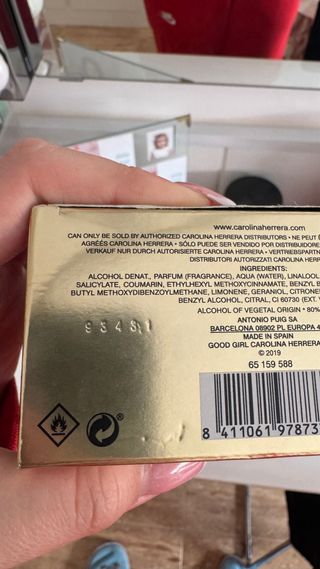 www.carolinaherrera.com
CAN ONLY BE SOLD BY AUTHORIZED CAROLINA HERRERA DISTRIBUTORS • NE PEUT
AGRÉÉS CAROLINA HERRERA • SÓLO PUEDE SER VENDIDO POR DISTRIBUIDORE
VERKAUF NUR DURCH AUTORISIERTE CAROLINA HERRERA • VERTRIEBSPARTN
DISTRIBUTORI AUTORIZZATI CAROLINA HERR
INGREDIENTS:
ALCOHOL DENAT., PARFUM (FRAGRANCE), AQUA (WATER), LINALOOL
SALICYLATE, COUMARIN, ETHYLHEXYL METHOXYCINNAMATE, BENZYL B
BUTYL METHOXYDIBENZOYLMETHANE, LIMONENE, GERANIOL, CITRONE
BENZYL ALCOHOL, CITRAL, CI 60730 (EXT.
ALCOHOL OF VEGETAL ORIGIN • 80%
ANTONIO PUIG SA
BARCELONA 08902 PL. EUROPA 4
MADE IN SPAIN
GOOD GIRL CAROLINA HERRERA
© 2019
65 159 588
93431
8 411061 97873